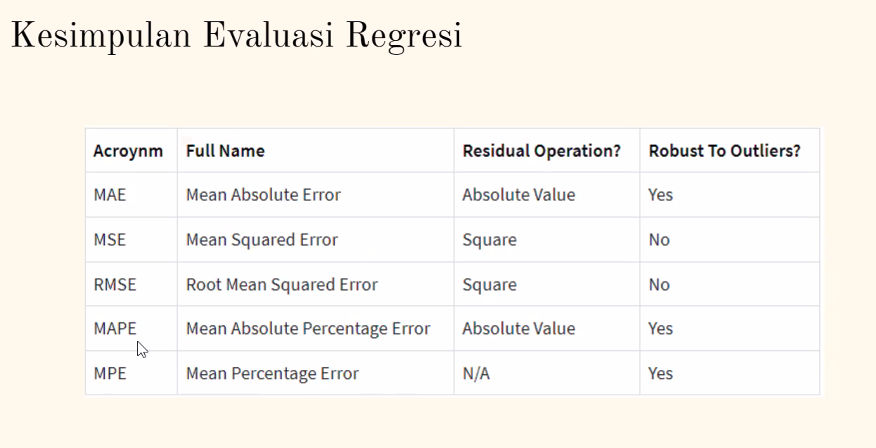 Kesimpulan Evaluasi Regresi
Acroynm Full Name Residual Operation? Robust To Outliers?
MAE Mean Absolute Error Absolute Value Yes
MSE Mean Squared Error Square No
RMSE Root Mean Squared Error Square No
MAPE Mean Absolute Percentage Error Absolute Value Yes
MPE Mean Percentage Error N/A Yes